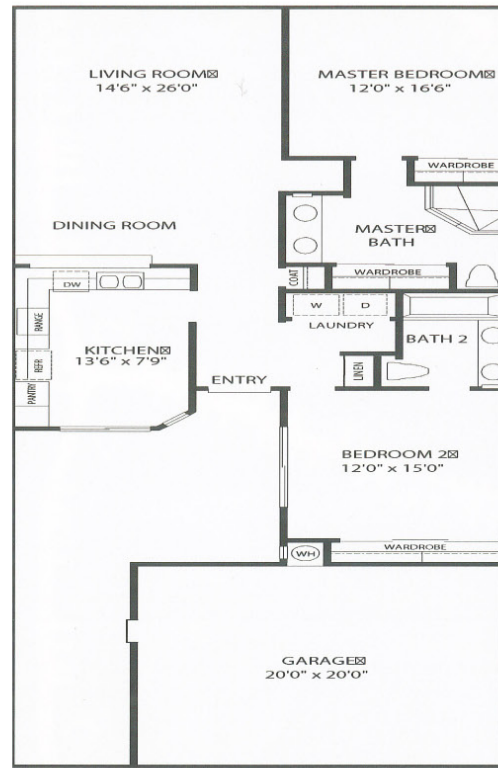 LIVING ROOM
14'6" x 26'0"
MASTER BEDROOM
12'0" x 16'6"
WARDROBE
DINING ROOM
MASTER
BATH
WARDROBE
COAT
DW
W
D
LAUNDRY
RANGE
BATH 2
KITCHEN
13'6" x 7'9"
REFR
LINEN
PANTRY
ENTRY
BEDROOM 2
12'0" x 15'0"
WARDROBE
WH
GARAGE
20'0" x 20'0"